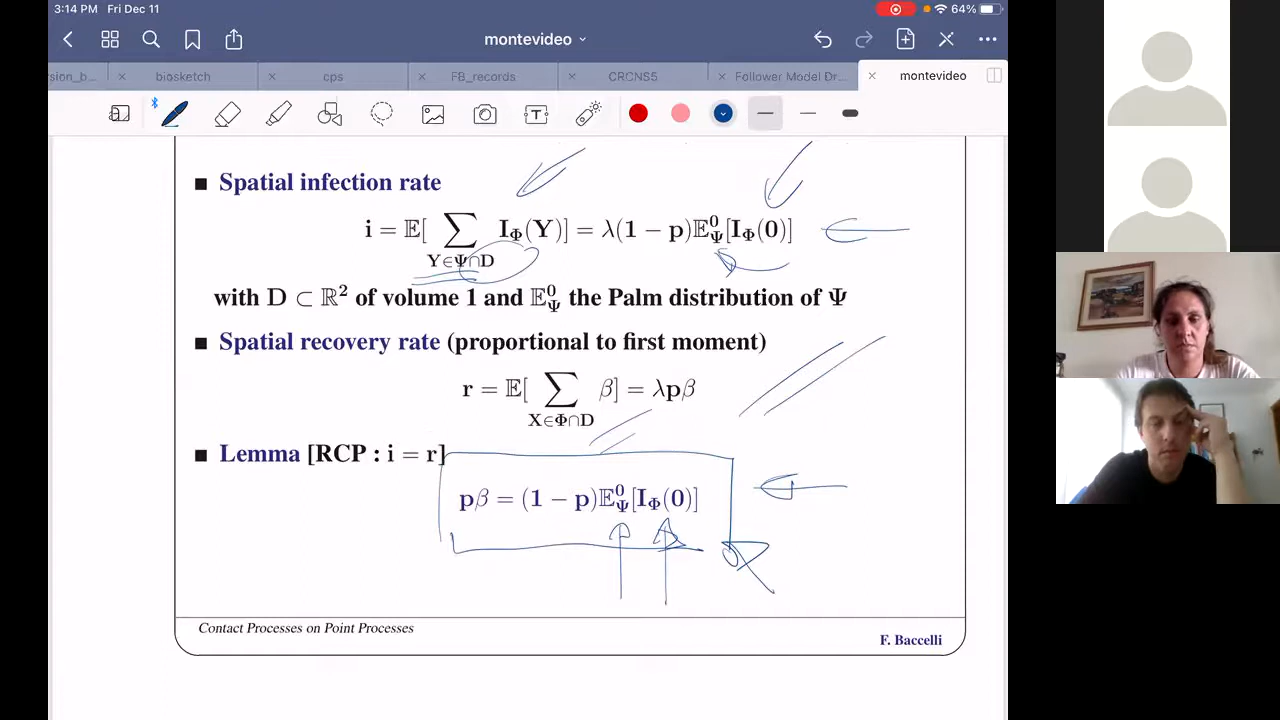 3:14 PM Fri Dec 11
64%
montevideo
biosketch
cps
FB_records
CRCNS5
Follower Model Dr...
montevideo
■ Spatial infection rate
i = 𝔼[ ∑_{Y∈Ψ∩D} I_Φ(Y)] = λ(1 − p)𝔼⁰_Ψ[I_Φ(0)]
with D ⊂ ℝ² of volume 1 and 𝔼⁰_Ψ the Palm distribution of Ψ
■ Spatial recovery rate (proportional to first moment)
r = 𝔼[ ∑_{X∈Φ∩D} β] = λpβ
■ Lemma [RCP : i = r]
pβ = (1 − p)𝔼⁰_Ψ[I_Φ(0)]
Contact Processes on Point Processes
F. Baccelli